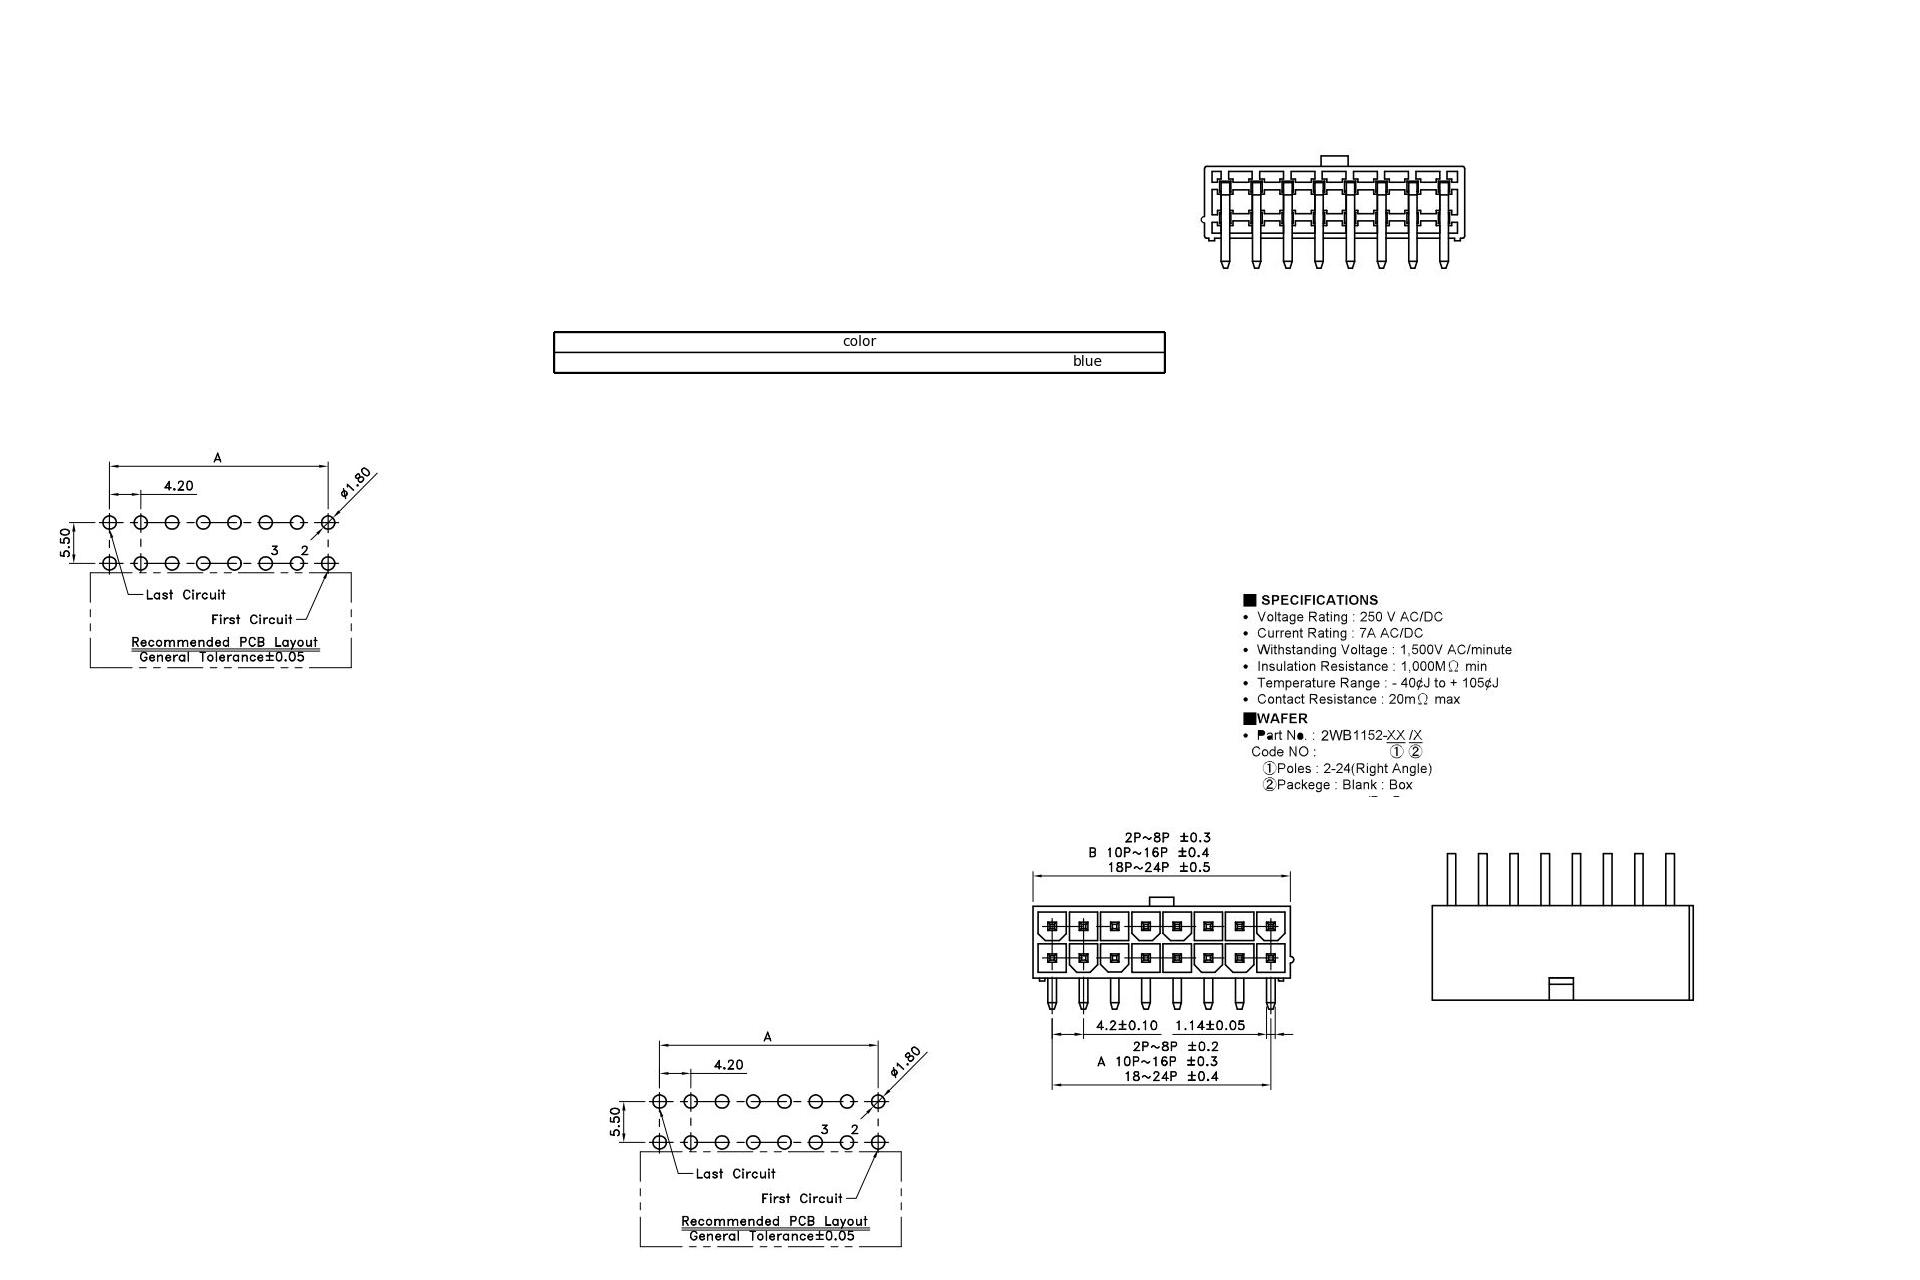 color
blue
A
4.20
ø1.80
5.50
3 2
Last Circuit
First Circuit
Recommended PCB Layout
General Tolerance±0.05
■ SPECIFICATIONS
• Voltage Rating : 250 V AC/DC
• Current Rating : 7A AC/DC
• Withstanding Voltage : 1,500V AC/minute
• Insulation Resistance : 1,000MΩ min
• Temperature Range : - 40¢J to + 105¢J
• Contact Resistance : 20mΩ max
■WAFER
• Part No. : 2WB1152-XX /X
Code NO : ① ②
①Poles : 2-24(Right Angle)
②Packege : Blank : Box
2P~8P ±0.3
B 10P~16P ±0.4
18P~24P ±0.5
4.2±0.10 1.14±0.05
2P~8P ±0.2
A 10P~16P ±0.3
18~24P ±0.4
A
4.20
ø1.80
5.50
3 2
Last Circuit
First Circuit
Recommended PCB Layout
General Tolerance±0.05